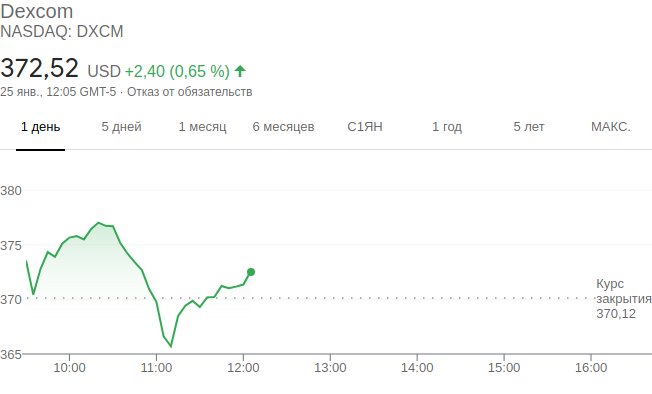 Dexcom
NASDAQ: DXCM
372,52 USD +2,40 (0,65 %)
25 янв., 12:05 GMT-5 · Отказ от обязательств
1 день 5 дней 1 месяц 6 месяцев С1ЯН 1 год 5 лет МАКС.
380
375
370
365
Курс
закрытия
370,12
10:00 11:00 12:00 13:00 14:00 15:00 16:00